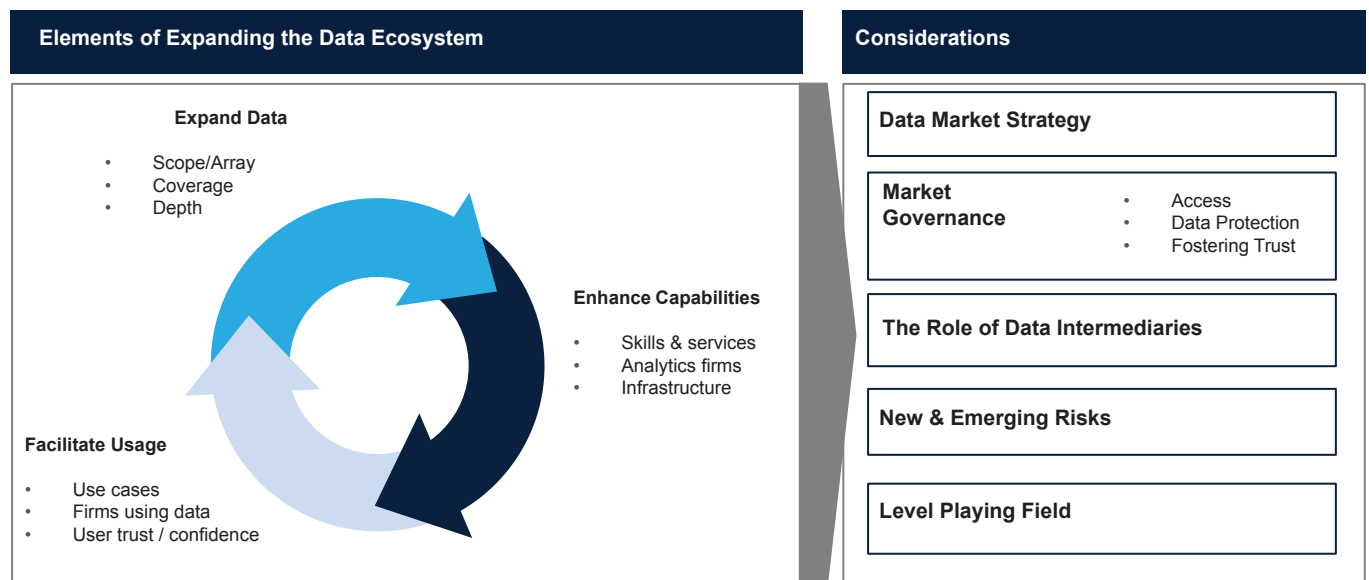 Elements of Expanding the Data Ecosystem
Expand Data
• Scope/Array
• Coverage
• Depth
Enhance Capabilities
• Skills & services
• Analytics firms
• Infrastructure
Facilitate Usage
• Use cases
• Firms using data
• User trust / confidence
Considerations
Data Market Strategy
Market
Governance
• Access
• Data Protection
• Fostering Trust
The Role of Data Intermediaries
New & Emerging Risks
Level Playing Field